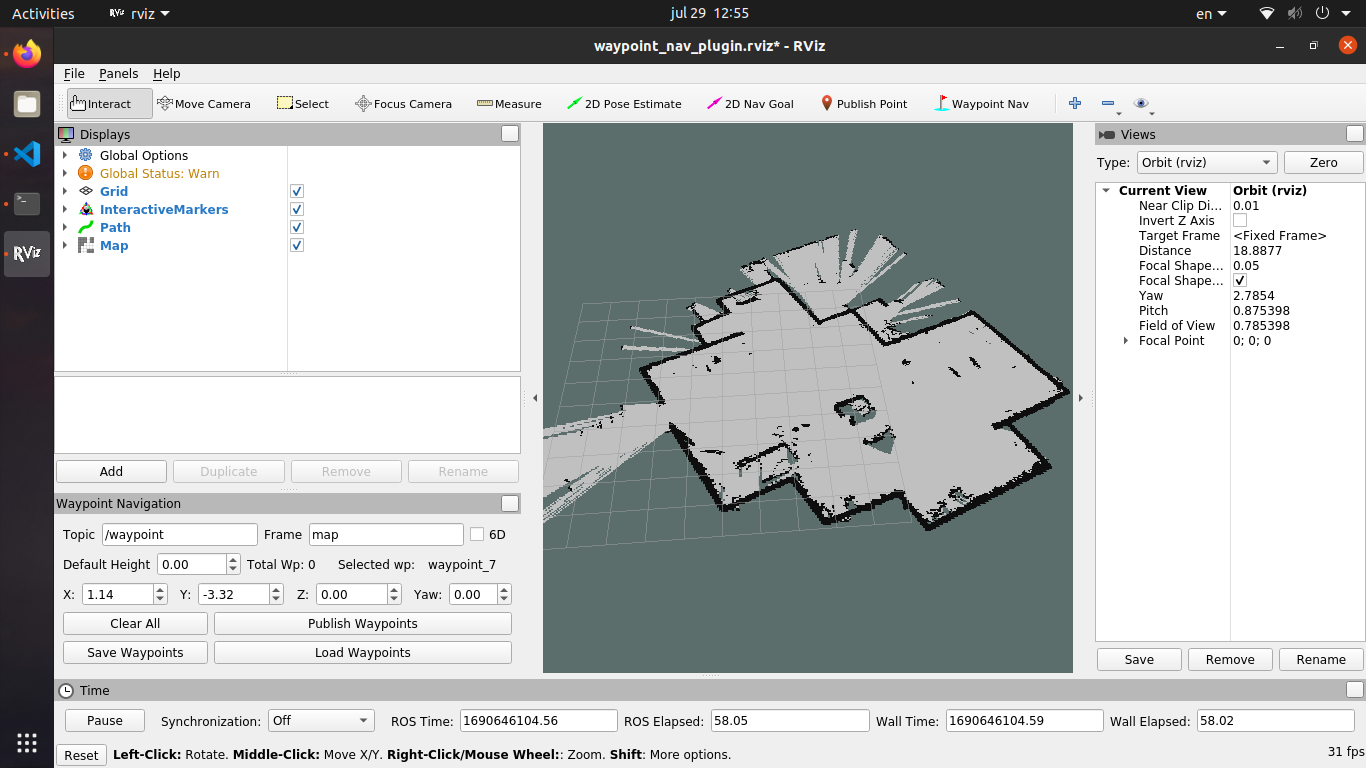 Activities rviz jul 29 12:55 en
RViz
waypoint_nav_plugin.rviz* - RViz
File Panels Help
Interact Move Camera Select Focus Camera Measure 2D Pose Estimate 2D Nav Goal Publish Point Waypoint Nav
Displays
Global Options
Global Status: Warn
Grid
InteractiveMarkers
Path
Map
Add Duplicate Remove Rename
Waypoint Navigation
Topic /waypoint Frame map 6D
Default Height 0.00 Total Wp: 0 Selected wp: waypoint_7
X: 1.14 Y: -3.32 Z: 0.00 Yaw: 0.00
Clear All Publish Waypoints
Save Waypoints Load Waypoints
Views
Type: Orbit (rviz) Zero
Current View Orbit (rviz)
Near Clip Di... 0.01
Invert Z Axis
Target Frame <Fixed Frame>
Distance 18.8877
Focal Shape... 0.05
Focal Shape...
Yaw 2.7854
Pitch 0.875398
Field of View 0.785398
Focal Point 0; 0; 0
Save Remove Rename
Time
Pause Synchronization: Off ROS Time: 1690646104.56 ROS Elapsed: 58.05 Wall Time: 1690646104.59 Wall Elapsed: 58.02
Reset Left-Click: Rotate. Middle-Click: Move X/Y. Right-Click/Mouse Wheel:: Zoom. Shift: More options. 31 fps